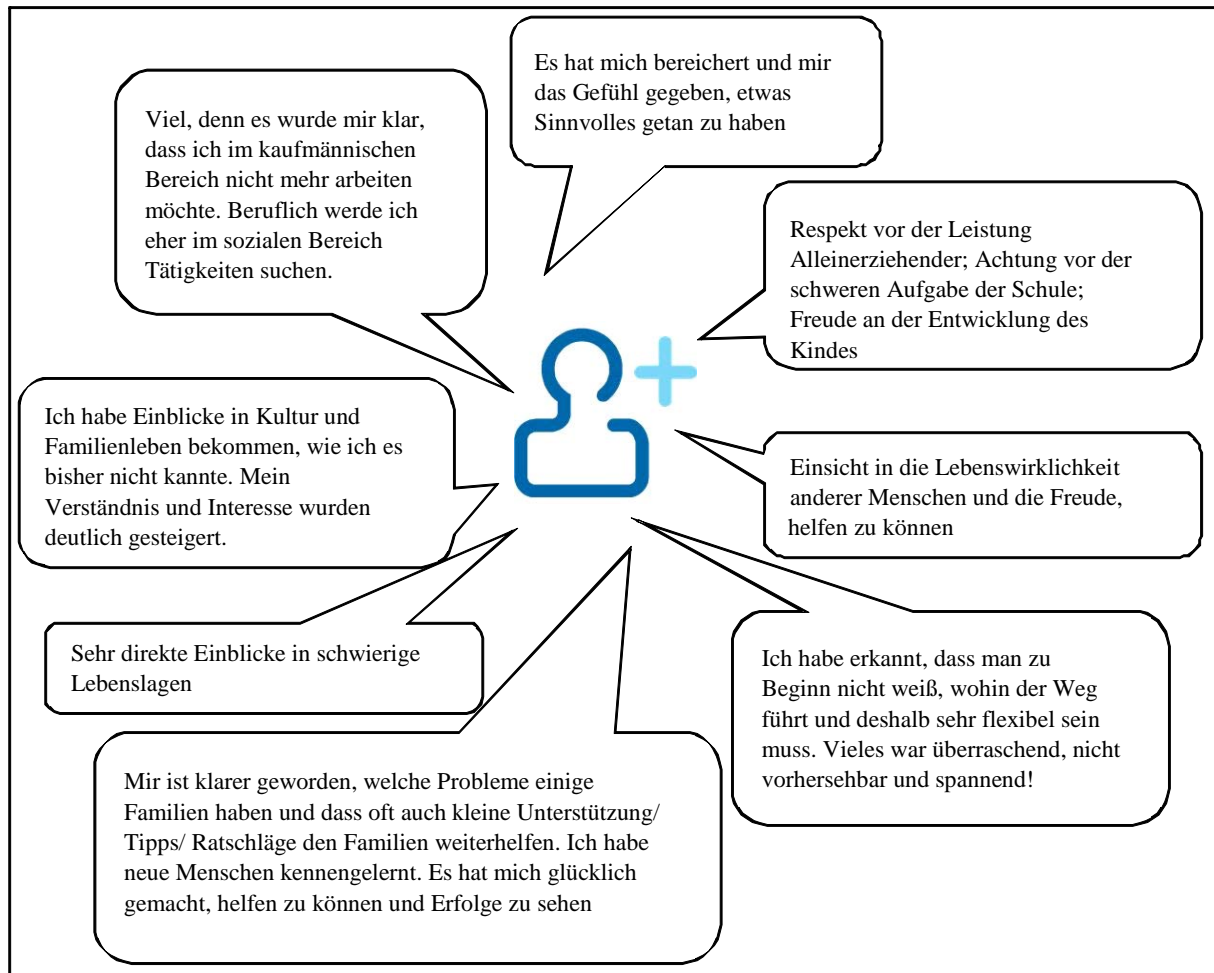 Es hat mich bereichert und mir
das Gefühl gegeben, etwas
Sinnvolles getan zu haben
Viel, denn es wurde mir klar,
dass ich im kaufmännischen
Bereich nicht mehr arbeiten
möchte. Beruflich werde ich
eher im sozialen Bereich
Tätigkeiten suchen.
Respekt vor der Leistung
Alleinerziehender; Achtung vor der
schweren Aufgabe der Schule;
Freude an der Entwicklung des
Kindes
Ich habe Einblicke in Kultur und
Familienleben bekommen, wie ich es
bisher nicht kannte. Mein
Verständnis und Interesse wurden
deutlich gesteigert.
Einsicht in die Lebenswirklichkeit
anderer Menschen und die Freude,
helfen zu können
Sehr direkte Einblicke in schwierige
Lebenslagen
Ich habe erkannt, dass man zu
Beginn nicht weiß, wohin der Weg
führt und deshalb sehr flexibel sein
muss. Vieles war überraschend, nicht
vorhersehbar und spannend!
Mir ist klarer geworden, welche Probleme einige
Familien haben und dass oft auch kleine Unterstützung/
Tipps/ Ratschläge den Familien weiterhelfen. Ich habe
neue Menschen kennengelernt. Es hat mich glücklich
gemacht, helfen zu können und Erfolge zu sehen